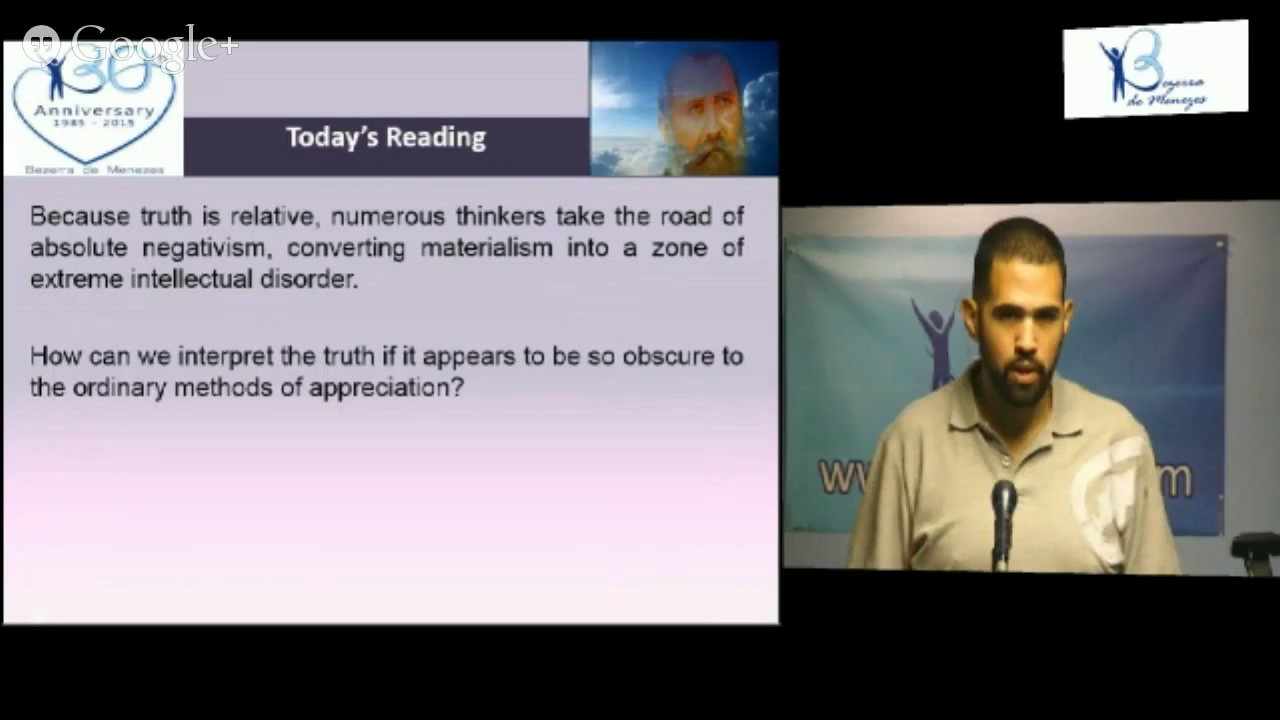 Google+
30
Anniversary
1985 - 2015
Bezerra de Menezes
Today's Reading
Bezerra
de Menezes
Because truth is relative, numerous thinkers take the road of
absolute negativism, converting materialism into a zone of
extreme intellectual disorder.
How can we interpret the truth if it appears to be so obscure to
the ordinary methods of appreciation?